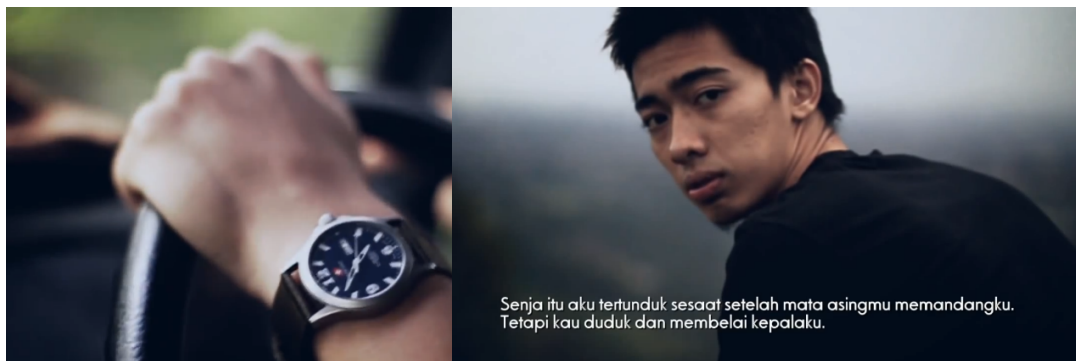 Senja itu aku tertunduk sesaat setelah mata asingmu memandangku.
Tetapi kau duduk dan membelai kepalaku.